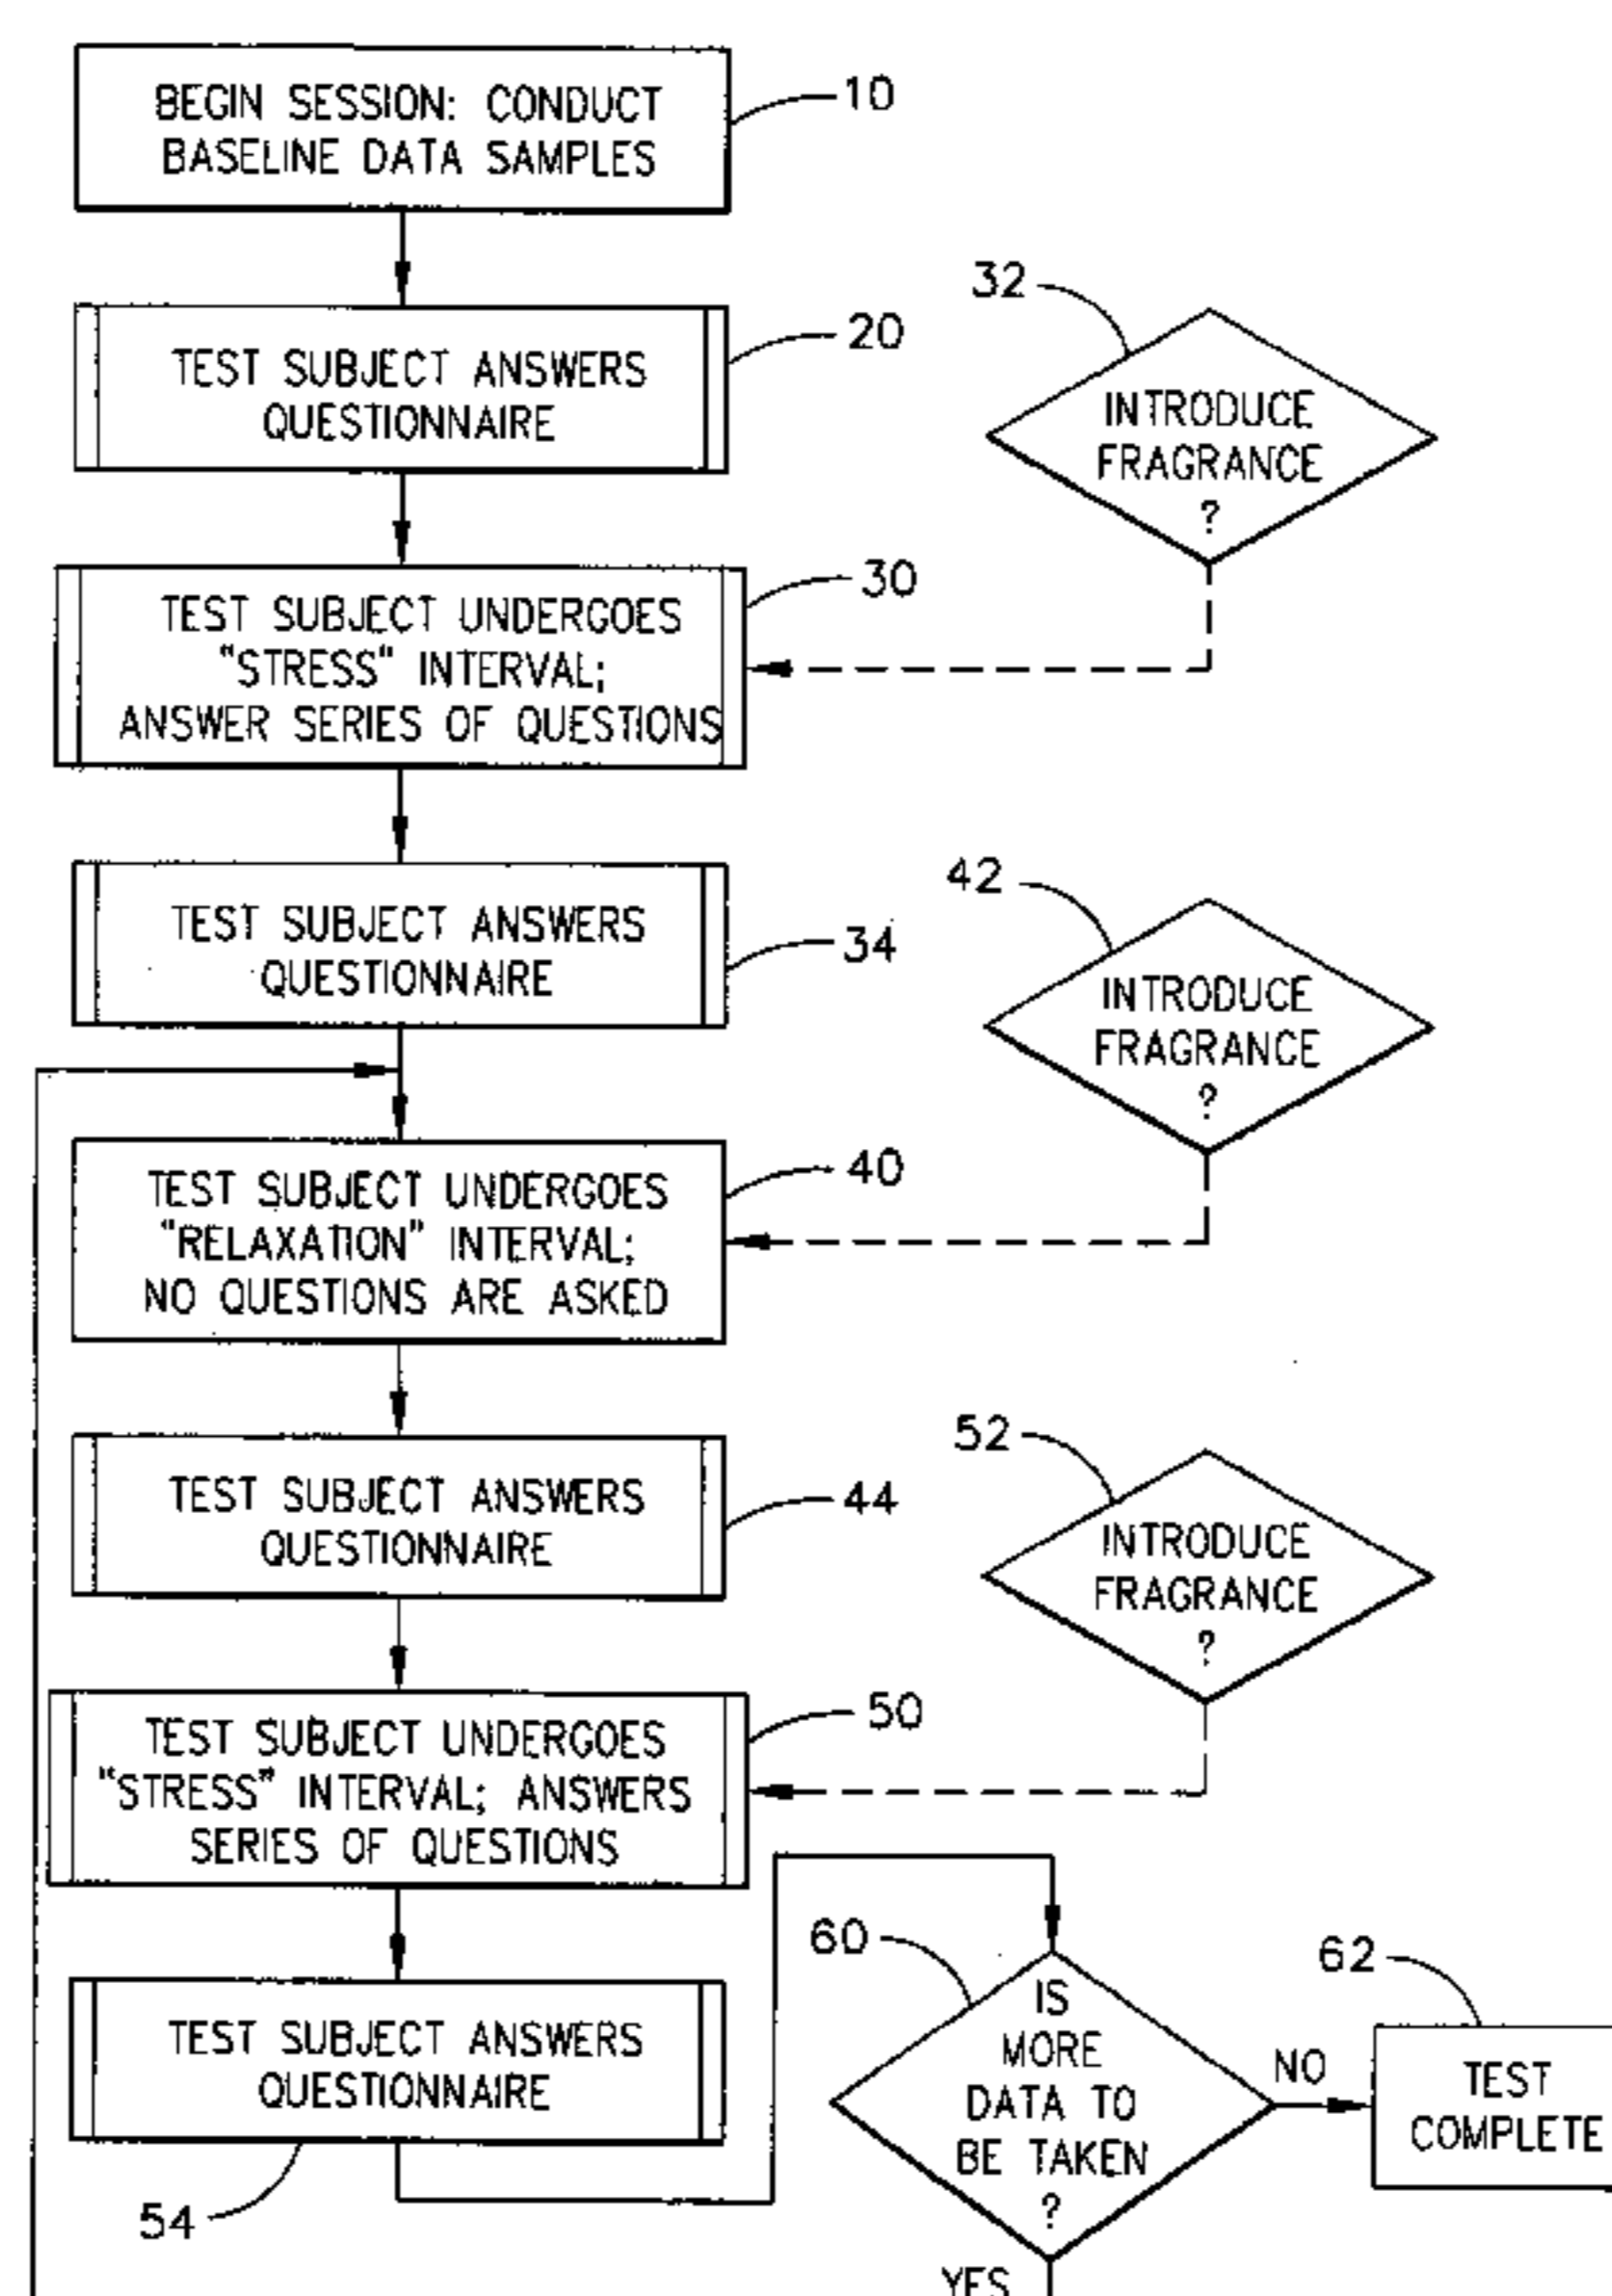 BEGIN SESSION: CONDUCT
BASELINE DATA SAMPLES
10
TEST SUBJECT ANSWERS
QUESTIONNAIRE
20
32
INTRODUCE
FRAGRANCE
?
TEST SUBJECT UNDERGOES
"STRESS" INTERVAL;
ANSWER SERIES OF QUESTIONS
30
TEST SUBJECT ANSWERS
QUESTIONNAIRE
34
42
INTRODUCE
FRAGRANCE
?
TEST SUBJECT UNDERGOES
"RELAXATION" INTERVAL;
NO QUESTIONS ARE ASKED
40
TEST SUBJECT ANSWERS
QUESTIONNAIRE
44
52
INTRODUCE
FRAGRANCE
?
TEST SUBJECT UNDERGOES
"STRESS" INTERVAL; ANSWERS
SERIES OF QUESTIONS
50
TEST SUBJECT ANSWERS
QUESTIONNAIRE
54
60
IS
MORE
DATA TO
BE TAKEN
?
NO
62
TEST
COMPLETE
YES